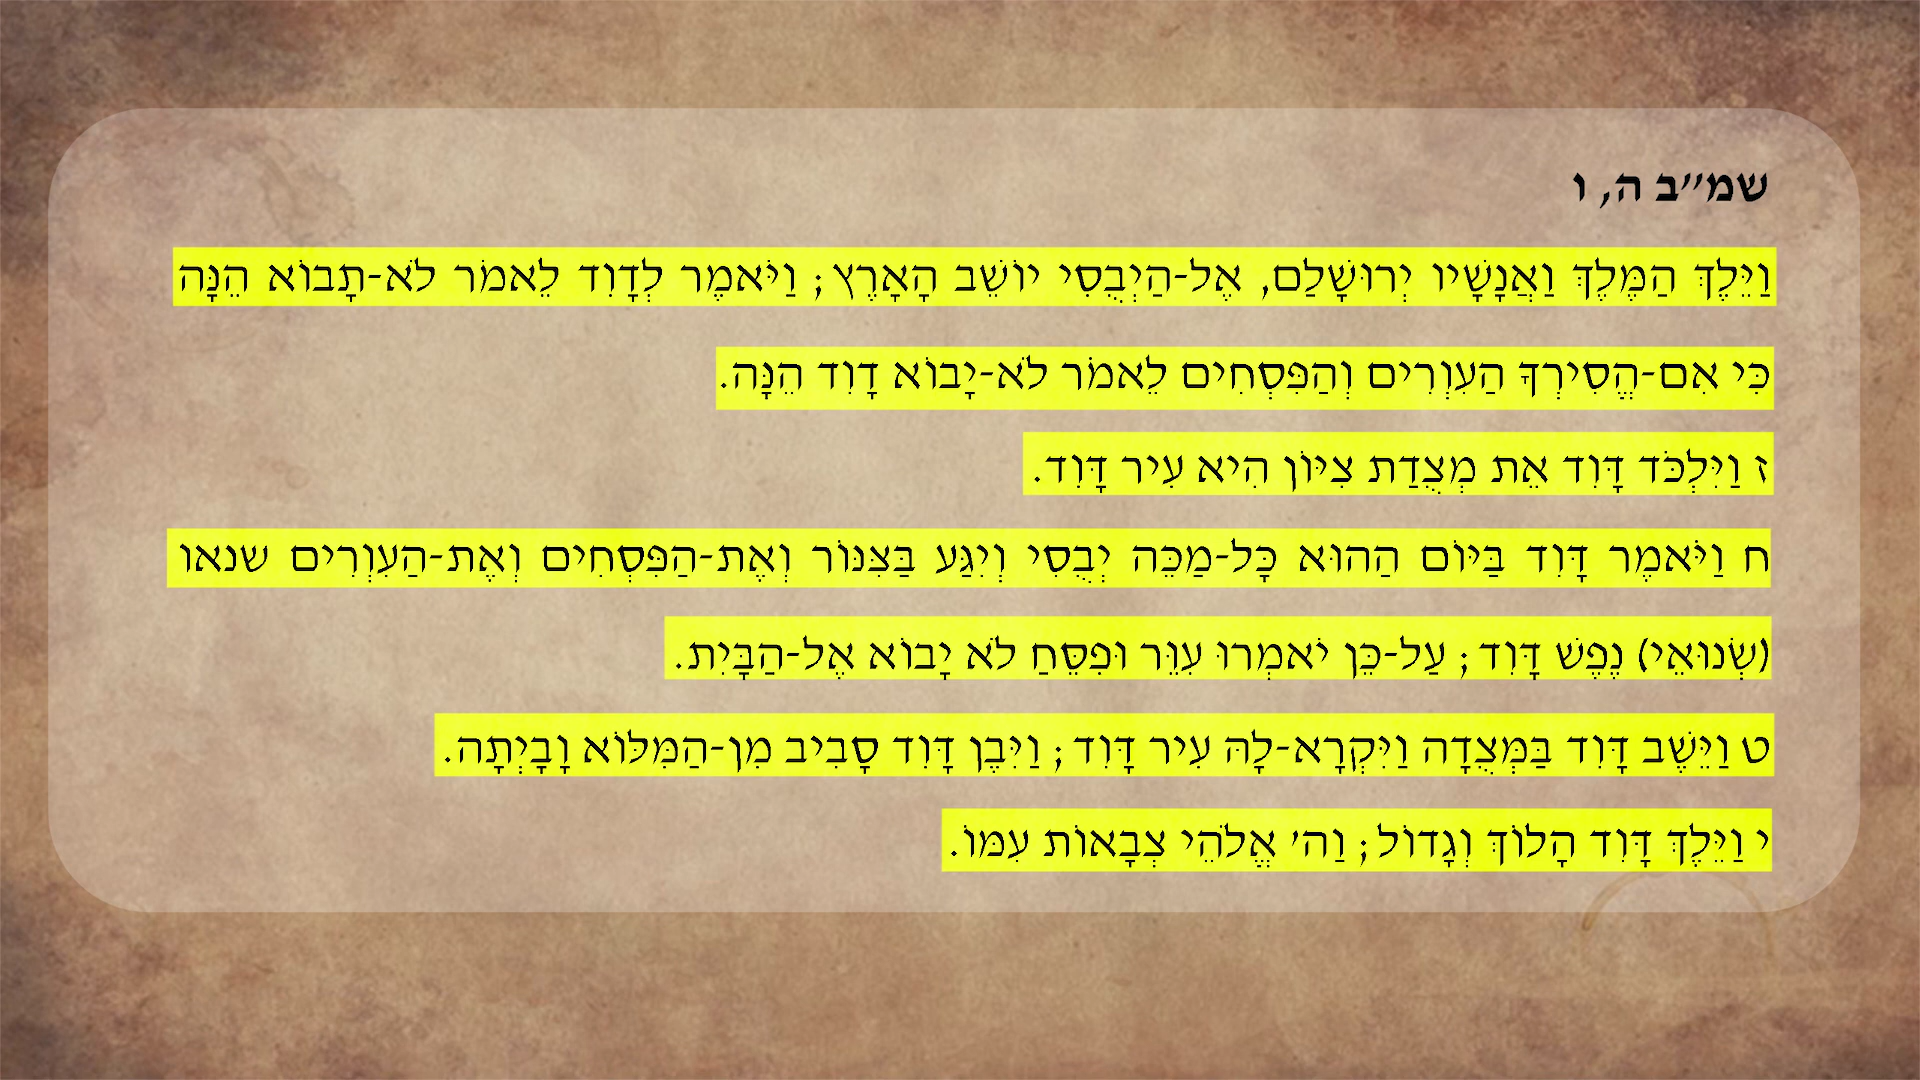 שמ״ב ה, ו
וַיֵּלֶךְ הַמֶּלֶךְ וַאֲנָשָׁיו יְרוּשָׁלִַם, אֶל-הַיְבֻסִי יוֹשֵׁב הָאָרֶץ; וַיֹּאמֶר לְדָוִד לֵאמֹר לֹא-תָבוֹא הֵנָּה
כִּי אִם-הֱסִירְךָ הַעִוְרִים וְהַפִּסְחִים לֵאמֹר לֹא-יָבוֹא דָוִד הֵנָּה.
ז וַיִּלְכֹּד דָּוִד אֵת מְצֻדַת צִיּוֹן הִיא עִיר דָּוִד.
ח וַיֹּאמֶר דָּוִד בַּיּוֹם הַהוּא כָּל-מַכֵּה יְבֻסִי וְיִגַּע בַּצִּנּוֹר וְאֶת-הַפִּסְחִים וְאֶת-הַעִוְרִים שנאו
(שְׂנוּאֵי) נֶפֶשׁ דָּוִד; עַל-כֵּן יֹאמְרוּ עִוֵּר וּפִסֵּחַ לֹא יָבוֹא אֶל-הַבָּיִת.
ט וַיֵּשֶׁב דָּוִד בַּמְּצֻדָה וַיִּקְרָא-לָהּ עִיר דָּוִד; וַיִּבֶן דָּוִד סָבִיב מִן-הַמִּלּוֹא וָבָיְתָה.
י וַיֵּלֶךְ דָּוִד הָלוֹךְ וְגָדוֹל; וַה׳ אֱלֹהֵי צְבָאוֹת עִמּוֹ.